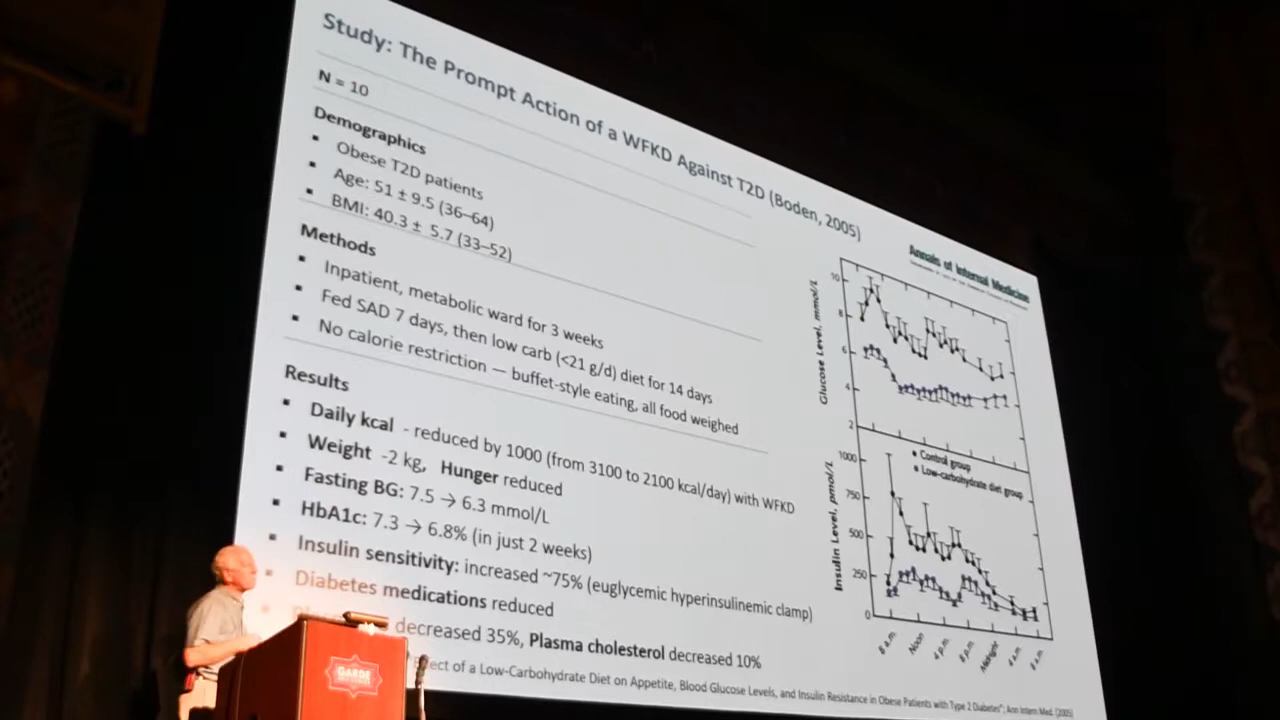 Study: The Prompt Action of a WFKD Against T2D (Boden, 2005)
N = 10
Demographics
▪ Obese T2D patients
▪ Age: 51 ± 9.5 (36–64)
▪ BMI: 40.3 ± 5.7 (33–52)
Methods
▪ Inpatient, metabolic ward for 3 weeks
▪ Fed SAD 7 days, then low carb (<21 g/d) diet for 14 days
▪ No calorie restriction — buffet-style eating, all food weighed
Results
▪ Daily kcal - reduced by 1000 (from 3100 to 2100 kcal/day) with WFKD
▪ Weight -2 kg, Hunger reduced
▪ Fasting BG: 7.5 → 6.3 mmol/L
▪ HbA1c: 7.3 → 6.8% (in just 2 weeks)
▪ Insulin sensitivity: increased ~75% (euglycemic hyperinsulinemic clamp)
▪ Diabetes medications reduced
decreased 35%, Plasma cholesterol decreased 10%
of a Low-Carbohydrate Diet on Appetite, Blood Glucose Levels, and Insulin Resistance in Obese Patients with Type 2 Diabetes"; Ann Intern Med. (2005)
Annals of Internal Medicine
Glucose Level, mmol/L
10
8
6
4
2
Control group
Low-carbohydrate diet group
Insulin Level, pmol/L
1000
750
500
250
0
8 a.m.
Noon
4 p.m.
8 p.m.
Midnight
4 a.m.
GARDE